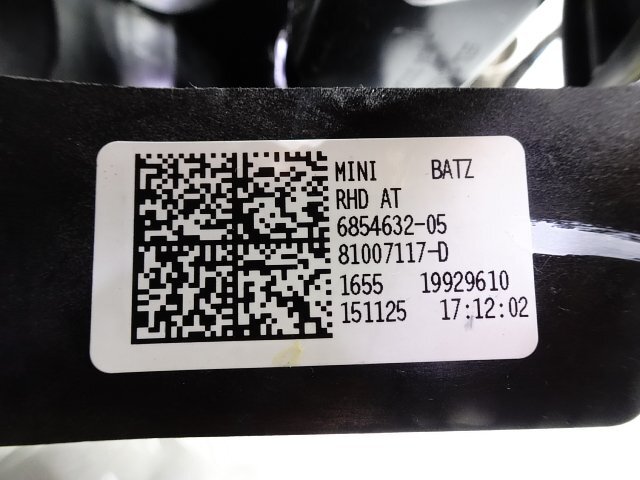 MINI BATZ
RHD AT
6854632-05
81007117-D
1655 19929610
151125 17:12:02